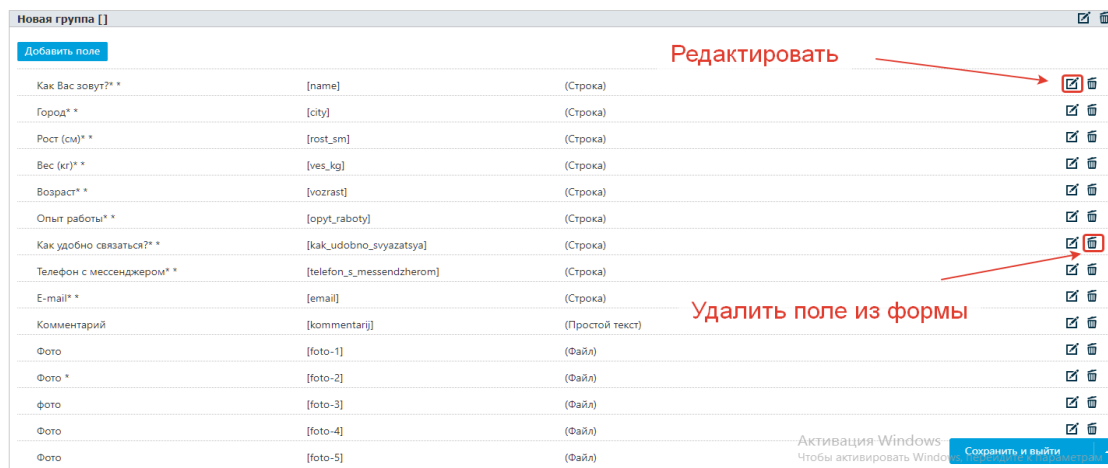 Новая группа []
Добавить поле
Редактировать
Как Вас зовут?* * [name] (Строка)
Город* * [city] (Строка)
Рост (см)* * [rost_sm] (Строка)
Вес (кг)* * [ves_kg] (Строка)
Возраст* * [vozrast] (Строка)
Опыт работы* * [opyt_raboty] (Строка)
Как удобно связаться?* * [kak_udobno_svyazatsya] (Строка)
Телефон с мессенджером* * [telefon_s_messendzherom] (Строка)
E-mail* * [email] (Строка)
Удалить поле из формы
Комментарий [kommentarij] (Простой текст)
Фото [foto-1] (Файл)
Фото * [foto-2] (Файл)
фото [foto-3] (Файл)
Фото [foto-4] (Файл)
Активация Windows
Сохранить и выйти
Фото [foto-5] (Файл)
Чтобы активировать Windows, перейдите к параметрам